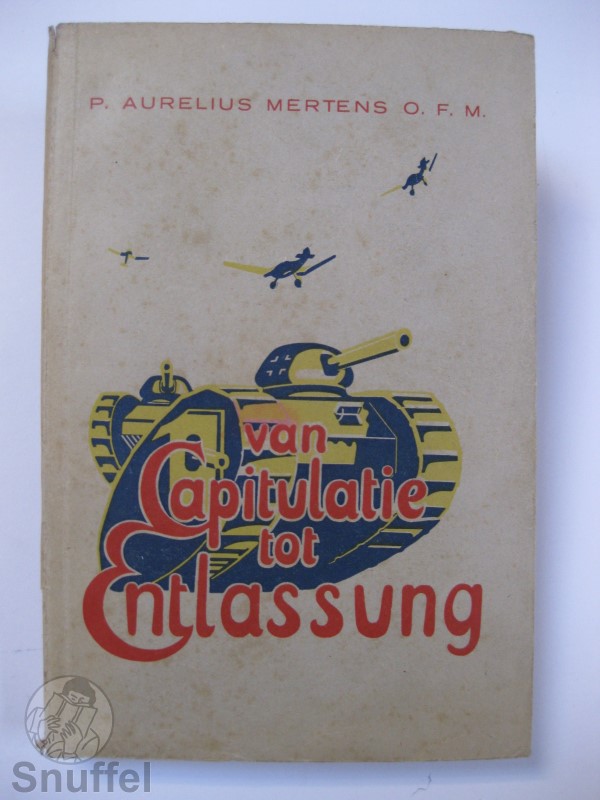 P. AURELIUS MERTENS O. F. M.
van
Capitulatie
tot
Entlassung
Snuffel